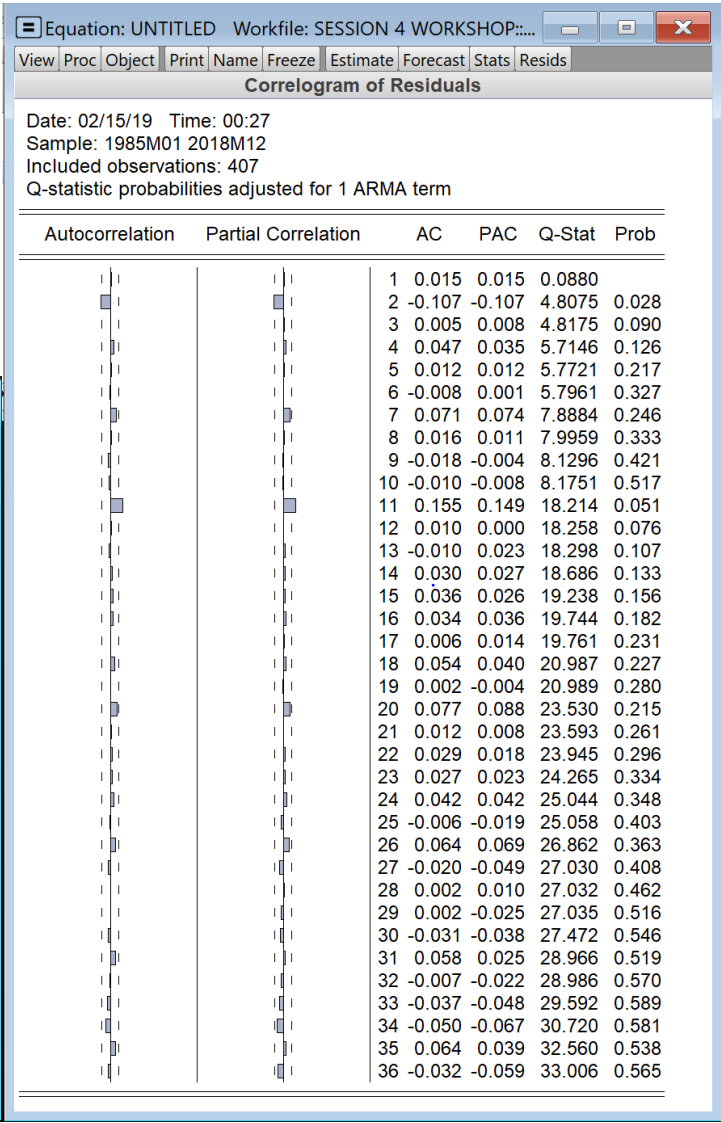 Equation: UNTITLED Workfile: SESSION 4 WORKSHOP::...
View Proc Object Print Name Freeze Estimate Forecast Stats Resids
Correlogram of Residuals
Date: 02/15/19 Time: 00:27
Sample: 1985M01 2018M12
Included observations: 407
Q-statistic probabilities adjusted for 1 ARMA term
Autocorrelation Partial Correlation AC PAC Q-Stat Prob
1 0.015 0.015 0.0880
2 -0.107 -0.107 4.8075 0.028
3 0.005 0.008 4.8175 0.090
4 0.047 0.035 5.7146 0.126
5 0.012 0.012 5.7721 0.217
6 -0.008 0.001 5.7961 0.327
7 0.071 0.074 7.8884 0.246
8 0.016 0.011 7.9959 0.333
9 -0.018 -0.004 8.1296 0.421
10 -0.010 -0.008 8.1751 0.517
11 0.155 0.149 18.214 0.051
12 0.010 0.000 18.258 0.076
13 -0.010 0.023 18.298 0.107
14 0.030 0.027 18.686 0.133
15 0.036 0.026 19.238 0.156
16 0.034 0.036 19.744 0.182
17 0.006 0.014 19.761 0.231
18 0.054 0.040 20.987 0.227
19 0.002 -0.004 20.989 0.280
20 0.077 0.088 23.530 0.215
21 0.012 0.008 23.593 0.261
22 0.029 0.018 23.945 0.296
23 0.027 0.023 24.265 0.334
24 0.042 0.042 25.044 0.348
25 -0.006 -0.019 25.058 0.403
26 0.064 0.069 26.862 0.363
27 -0.020 -0.049 27.030 0.408
28 0.002 0.010 27.032 0.462
29 0.002 -0.025 27.035 0.516
30 -0.031 -0.038 27.472 0.546
31 0.058 0.025 28.966 0.519
32 -0.007 -0.022 28.986 0.570
33 -0.037 -0.048 29.592 0.589
34 -0.050 -0.067 30.720 0.581
35 0.064 0.039 32.560 0.538
36 -0.032 -0.059 33.006 0.565